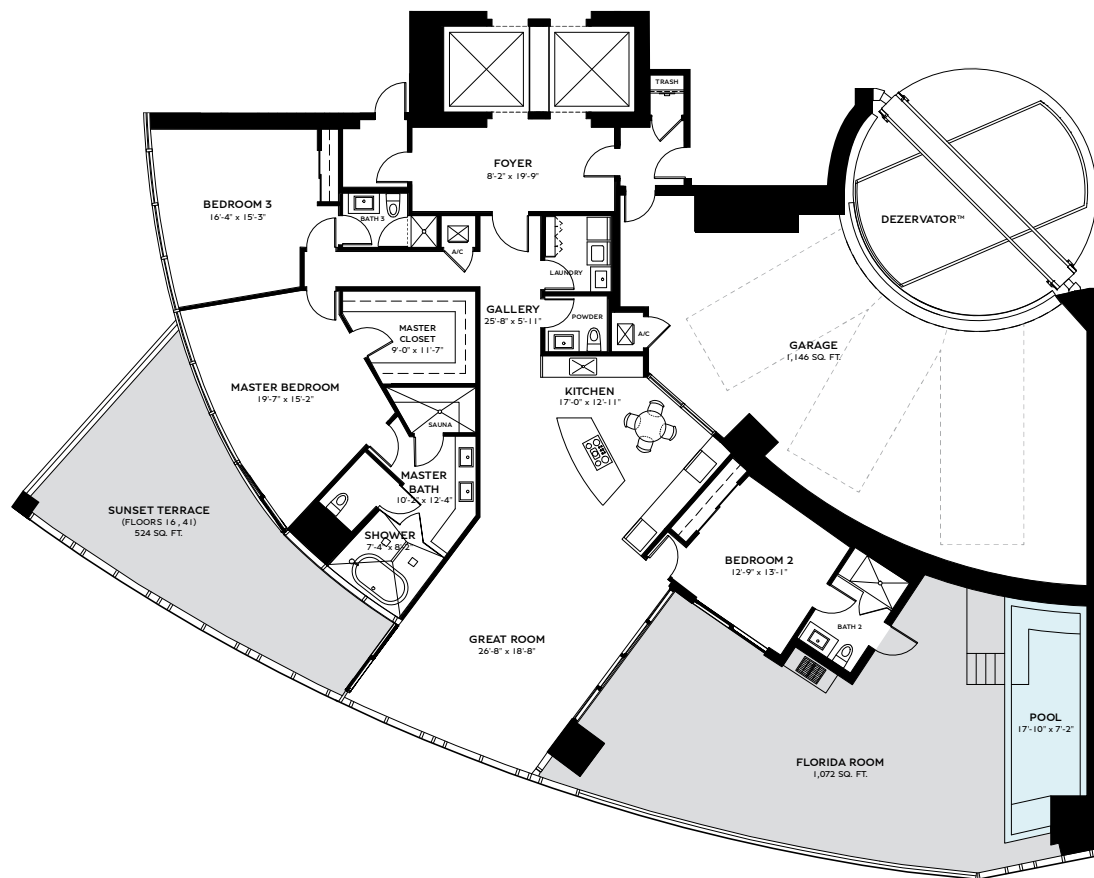 TRASH
FOYER
8'-2" x 19'-9"
BEDROOM 3
16'-4" x 15'-3"
BATH 3
DEZERVATOR™
A/C
LAUNDRY
GALLERY
25'-8" x 5'-11"
POWDER
A/C
MASTER
CLOSET
9'-0" x 11'-7"
GARAGE
1,146 SQ. FT.
MASTER BEDROOM
19'-7" x 15'-2"
KITCHEN
17'-0" x 12'-11"
SAUNA
MASTER
BATH
10'-2" x 12'-4"
SUNSET TERRACE
(FLOORS 16 , 41)
524 SQ. FT.
SHOWER
7'-4" x 8'-2"
BEDROOM 2
12'-9" x 13'-1"
BATH 2
GREAT ROOM
26'-8" x 18'-8"
POOL
17'-10" x 7'-2"
FLORIDA ROOM
1,072 SQ. FT.